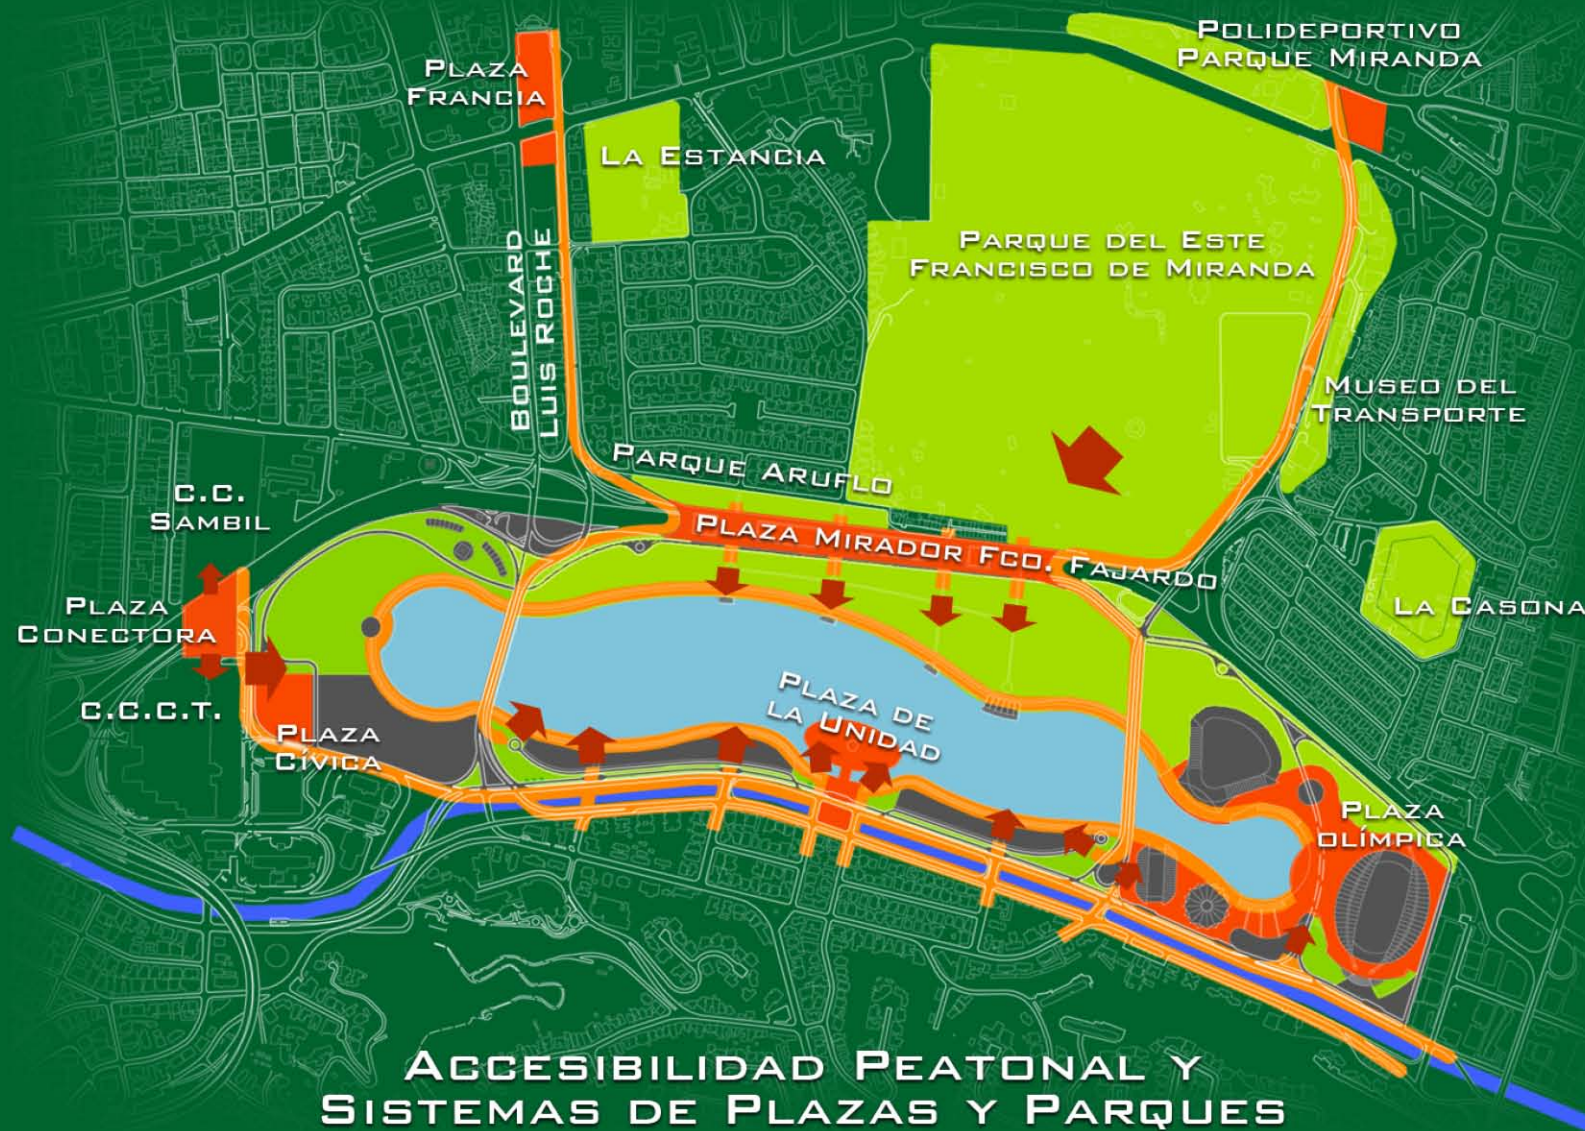 POLIDEPORTIVO
PARQUE MIRANDA
PLAZA
FRANCIA
LA ESTANCIA
PARQUE DEL ESTE
FRANCISCO DE MIRANDA
BOULEVARD
LUIS ROCHE
MUSEO DEL
TRANSPORTE
PARQUE ARUFLO
C.C.
SAMBIL
PLAZA MIRADOR FCO. FAJARDO
PLAZA
CONECTORA
LA CASONA
C.C.C.T.
PLAZA
CÍVICA
PLAZA DE
LA UNIDAD
PLAZA
OLÍMPICA
ACCESIBILIDAD PEATONAL Y
SISTEMAS DE PLAZAS Y PARQUES